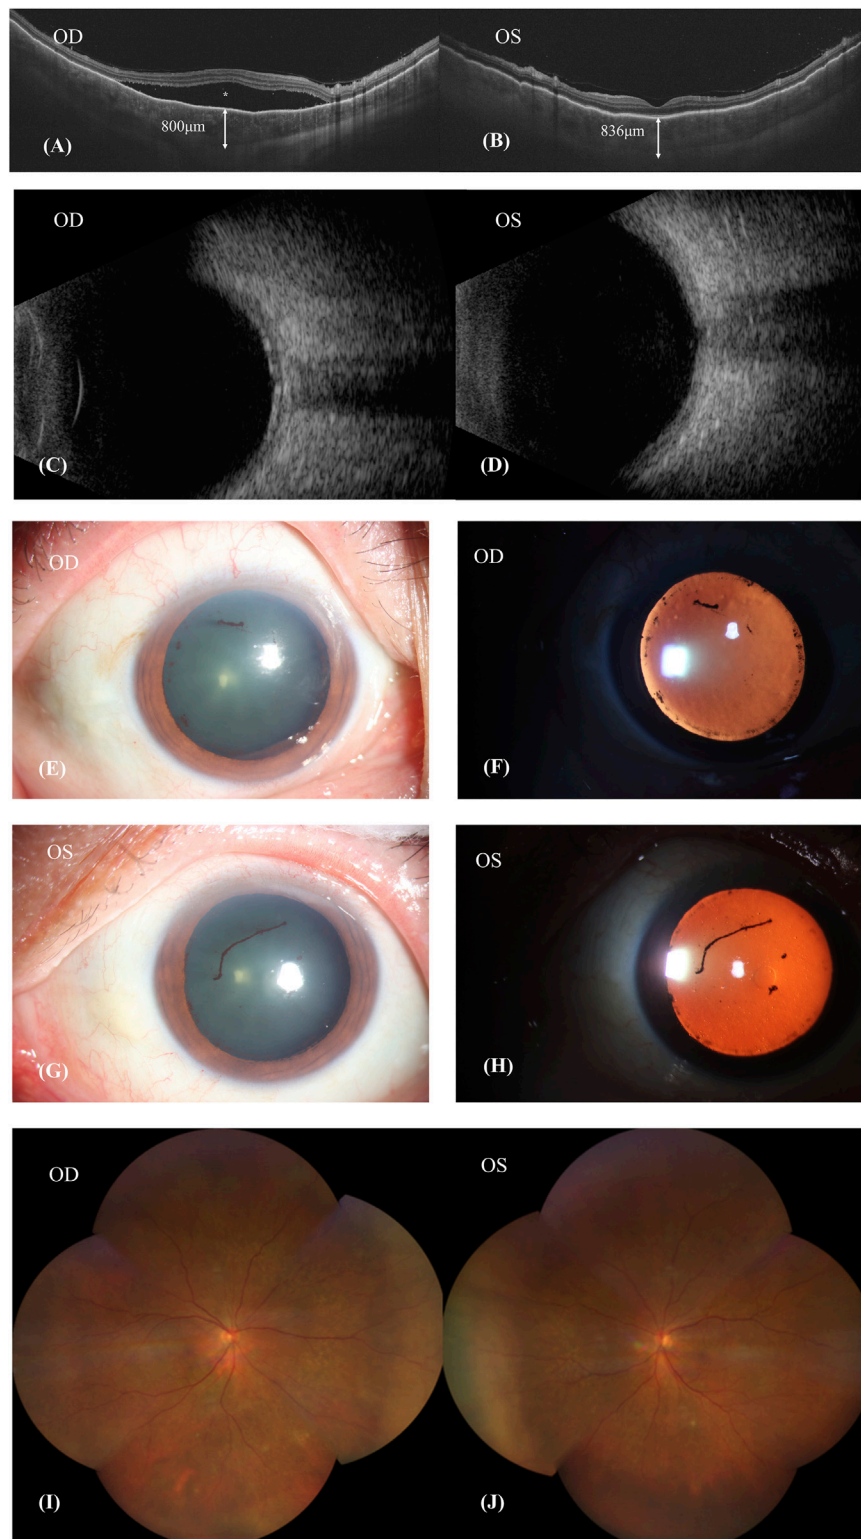 OD
OS
*
800μm
836μm
(A)
(B)
OD
OS
(C)
(D)
OD
OD
(E)
(F)
OS
OS
(G)
(H)
OD
OS
(I)
(J)